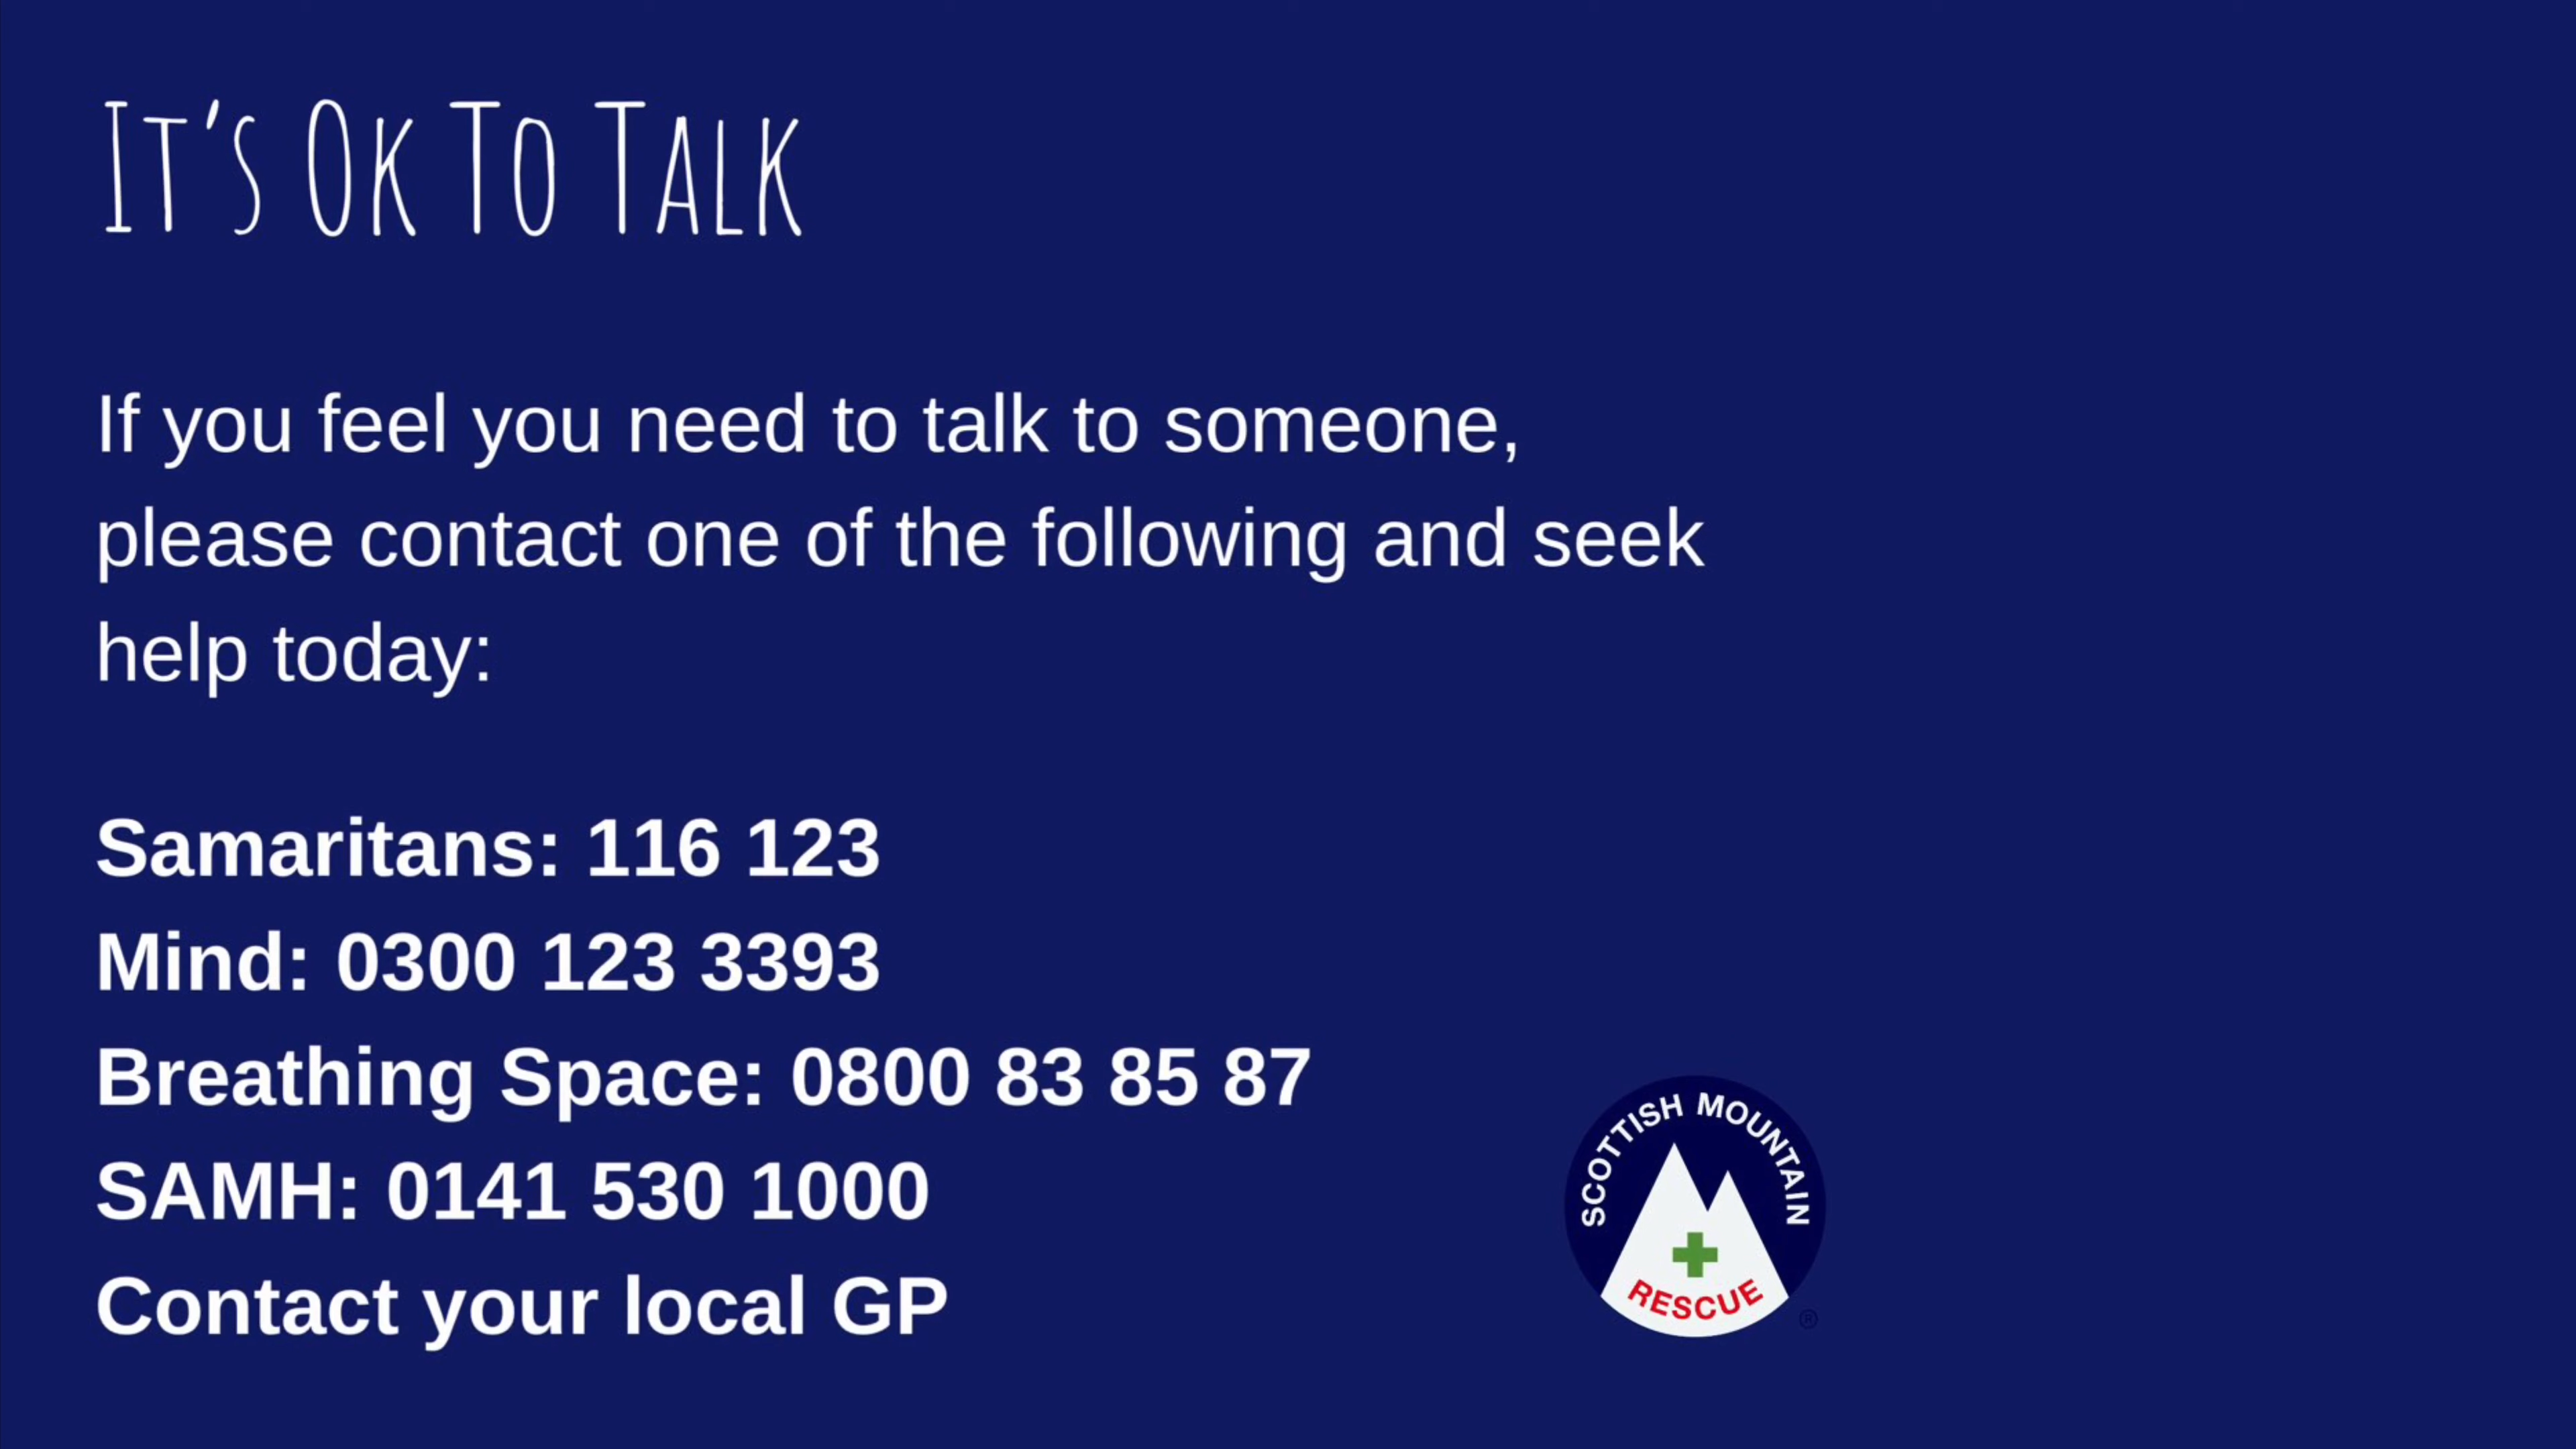 It's Ok To Talk
If you feel you need to talk to someone,
please contact one of the following and seek
help today:
Samaritans: 116 123
Mind: 0300 123 3393
Breathing Space: 0800 83 85 87
SAMH: 0141 530 1000
Contact your local GP
SCOTTISH MOUNTAIN
RESCUE
®